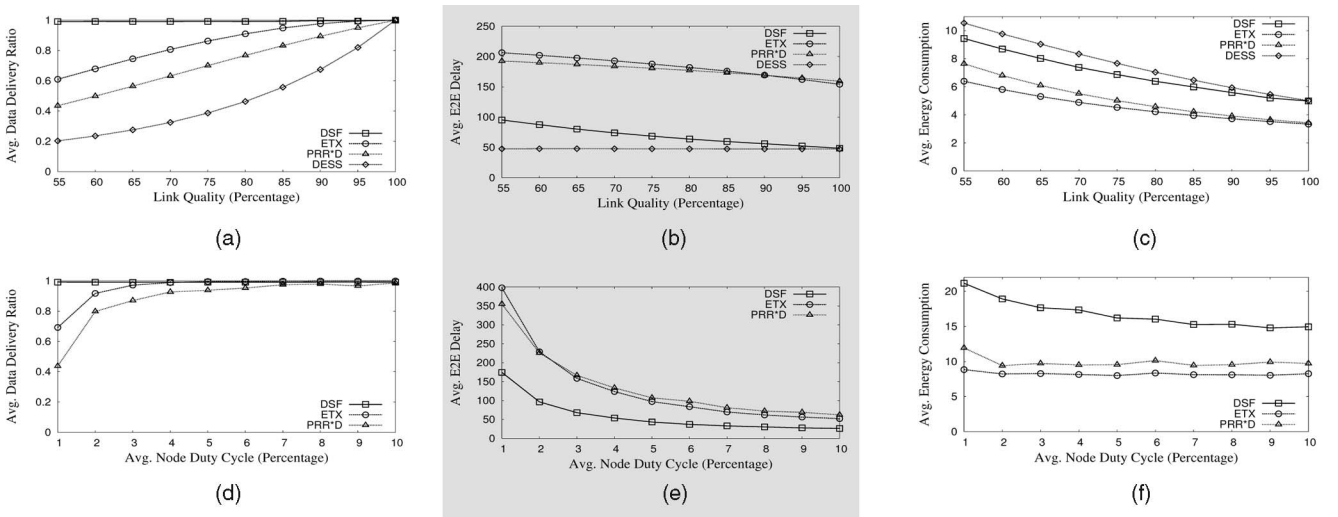 Avg. Data Delivery Ratio
1
0.8
0.6
0.4
0.2
0
DSF
ETX
PRR*D
DESS
55 60 65 70 75 80 85 90 95 100
Link Quality (Percentage)
(a)
Avg. E2E Delay
250
200
150
100
50
0
DSF
ETX
PRR*D
DESS
55 60 65 70 75 80 85 90 95 100
Link Quality (Percentage)
(b)
Avg. Energy Consumption
10
8
6
4
2
0
DSF
ETX
PRR*D
DESS
55 60 65 70 75 80 85 90 95 100
Link Quality (Percentage)
(c)
Avg. Data Delivery Ratio
1
0.8
0.6
0.4
0.2
0
DSF
ETX
PRR*D
1 2 3 4 5 6 7 8 9 10
Avg. Node Duty Cycle (Percentage)
(d)
Avg. E2E Delay
400
350
300
250
200
150
100
50
0
DSF
ETX
PRR*D
1 2 3 4 5 6 7 8 9 10
Avg. Node Duty Cycle (Percentage)
(e)
Avg. Energy Consumption
20
15
10
5
0
DSF
ETX
PRR*D
1 2 3 4 5 6 7 8 9 10
Avg. Node Duty Cycle (Percentage)
(f)